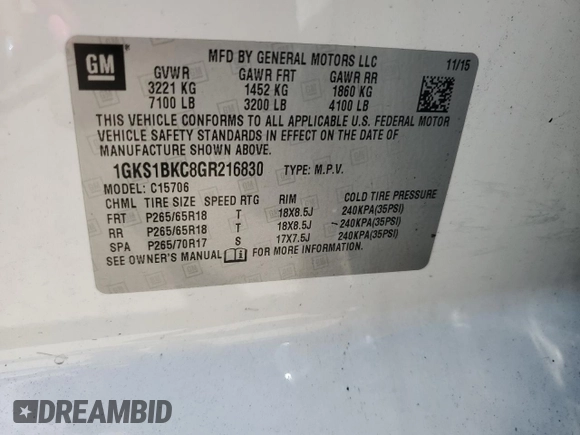 GM
MFD BY GENERAL MOTORS LLC 11/15
GVWR GAWR FRT GAWR RR
3221 KG 1452 KG 1860 KG
7100 LB 3200 LB 4100 LB
THIS VEHICLE CONFORMS TO ALL APPLICABLE U.S. FEDERAL MOTOR
VEHICLE SAFETY STANDARDS IN EFFECT ON THE DATE OF
MANUFACTURE SHOWN ABOVE.
1GKS1BKC8GR216830 TYPE: M.P.V.
MODEL: C15706
CHML TIRE SIZE SPEED RTG RIM COLD TIRE PRESSURE
FRT P265/65R18 T 18X8.5J 240KPA(35PSI)
RR P265/65R18 T 18X8.5J 240KPA(35PSI)
SPA P265/70R17 S 17X7.5J 240KPA(35PSI)
SEE OWNER'S MANUAL FOR MORE INFORMATION.
DREAMBID